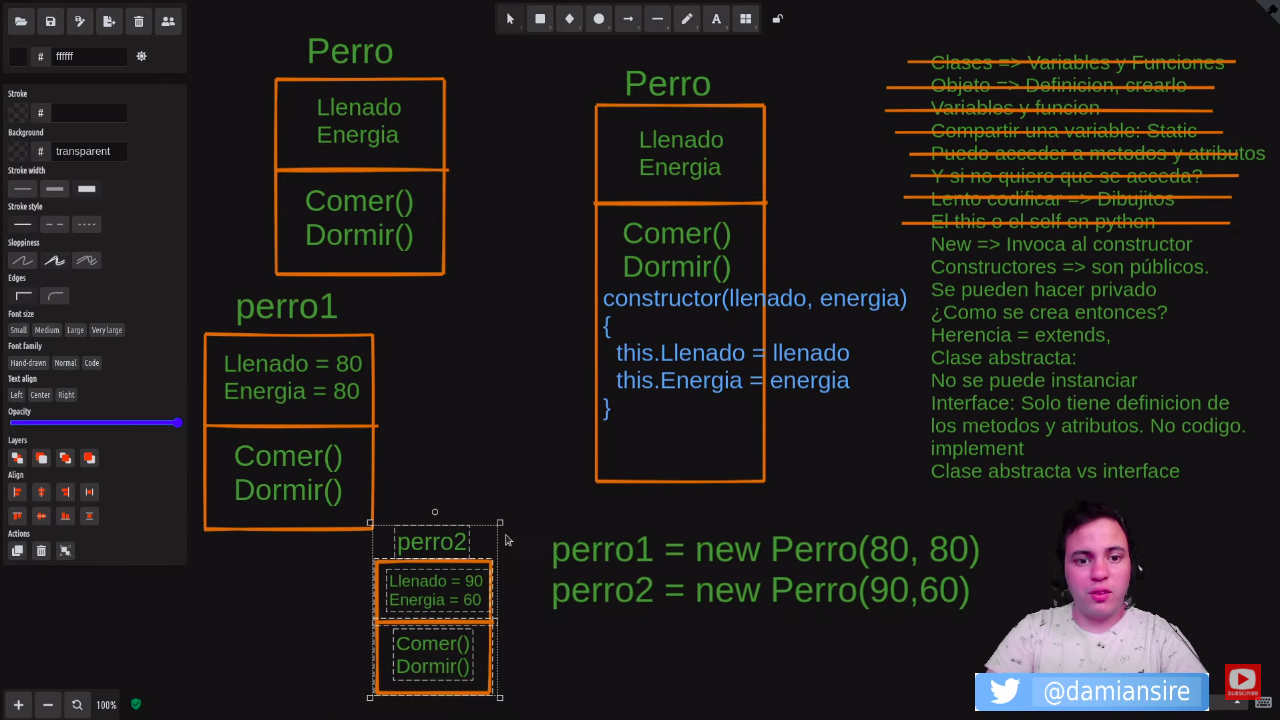 # ffffff
Stroke
#
Background
# transparent
Stroke width
Stroke style
Sloppiness
Edges
Font size
Small Medium Large Very large
Font family
Hand-drawn Normal Code
Text align
Left Center Right
Opacity
Layers
Align
Actions
100%
Perro
Llenado
Energia
Comer()
Dormir()
perro1
Llenado = 80
Energia = 80
Comer()
Dormir()
perro2
Llenado = 90
Energia = 60
Comer()
Dormir()
Perro
Llenado
Energia
Comer()
Dormir()
constructor(llenado, energia)
{
this.Llenado = llenado
this.Energia = energia
}
perro1 = new Perro(80, 80)
perro2 = new Perro(90,60)
Clases => Variables y Funciones
Objeto => Definicion, crearlo
Variables y funcion
Compartir una variable: Static
Puedo acceder a metodos y atributos
Y si no quiero que se acceda?
Lento codificar => Dibujitos
El this o el self en python
New => Invoca al constructor
Constructores => son públicos.
Se pueden hacer privado
¿Como se crea entonces?
Herencia = extends,
Clase abstracta:
No se puede instanciar
Interface: Solo tiene definicion de
los metodos y atributos. No codigo.
implement
Clase abstracta vs interface
@damiansire
SUBSCRIBE